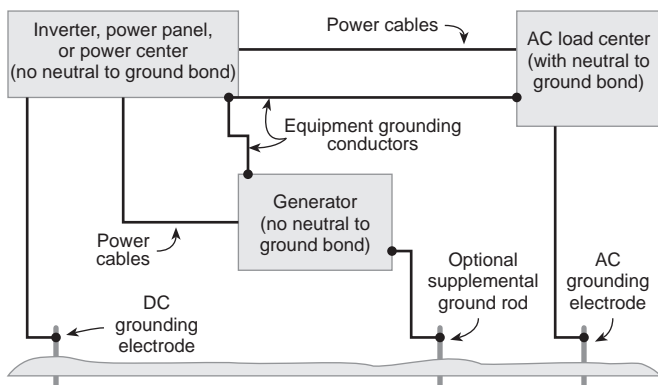 Inverter, power panel,
or power center
(no neutral to ground bond)
Power cables
AC load center
(with neutral to
ground bond)
Equipment grounding
conductors
Generator
(no neutral to
ground bond)
Power
cables
DC
grounding
electrode
Optional
supplemental
ground rod
AC
grounding
electrode